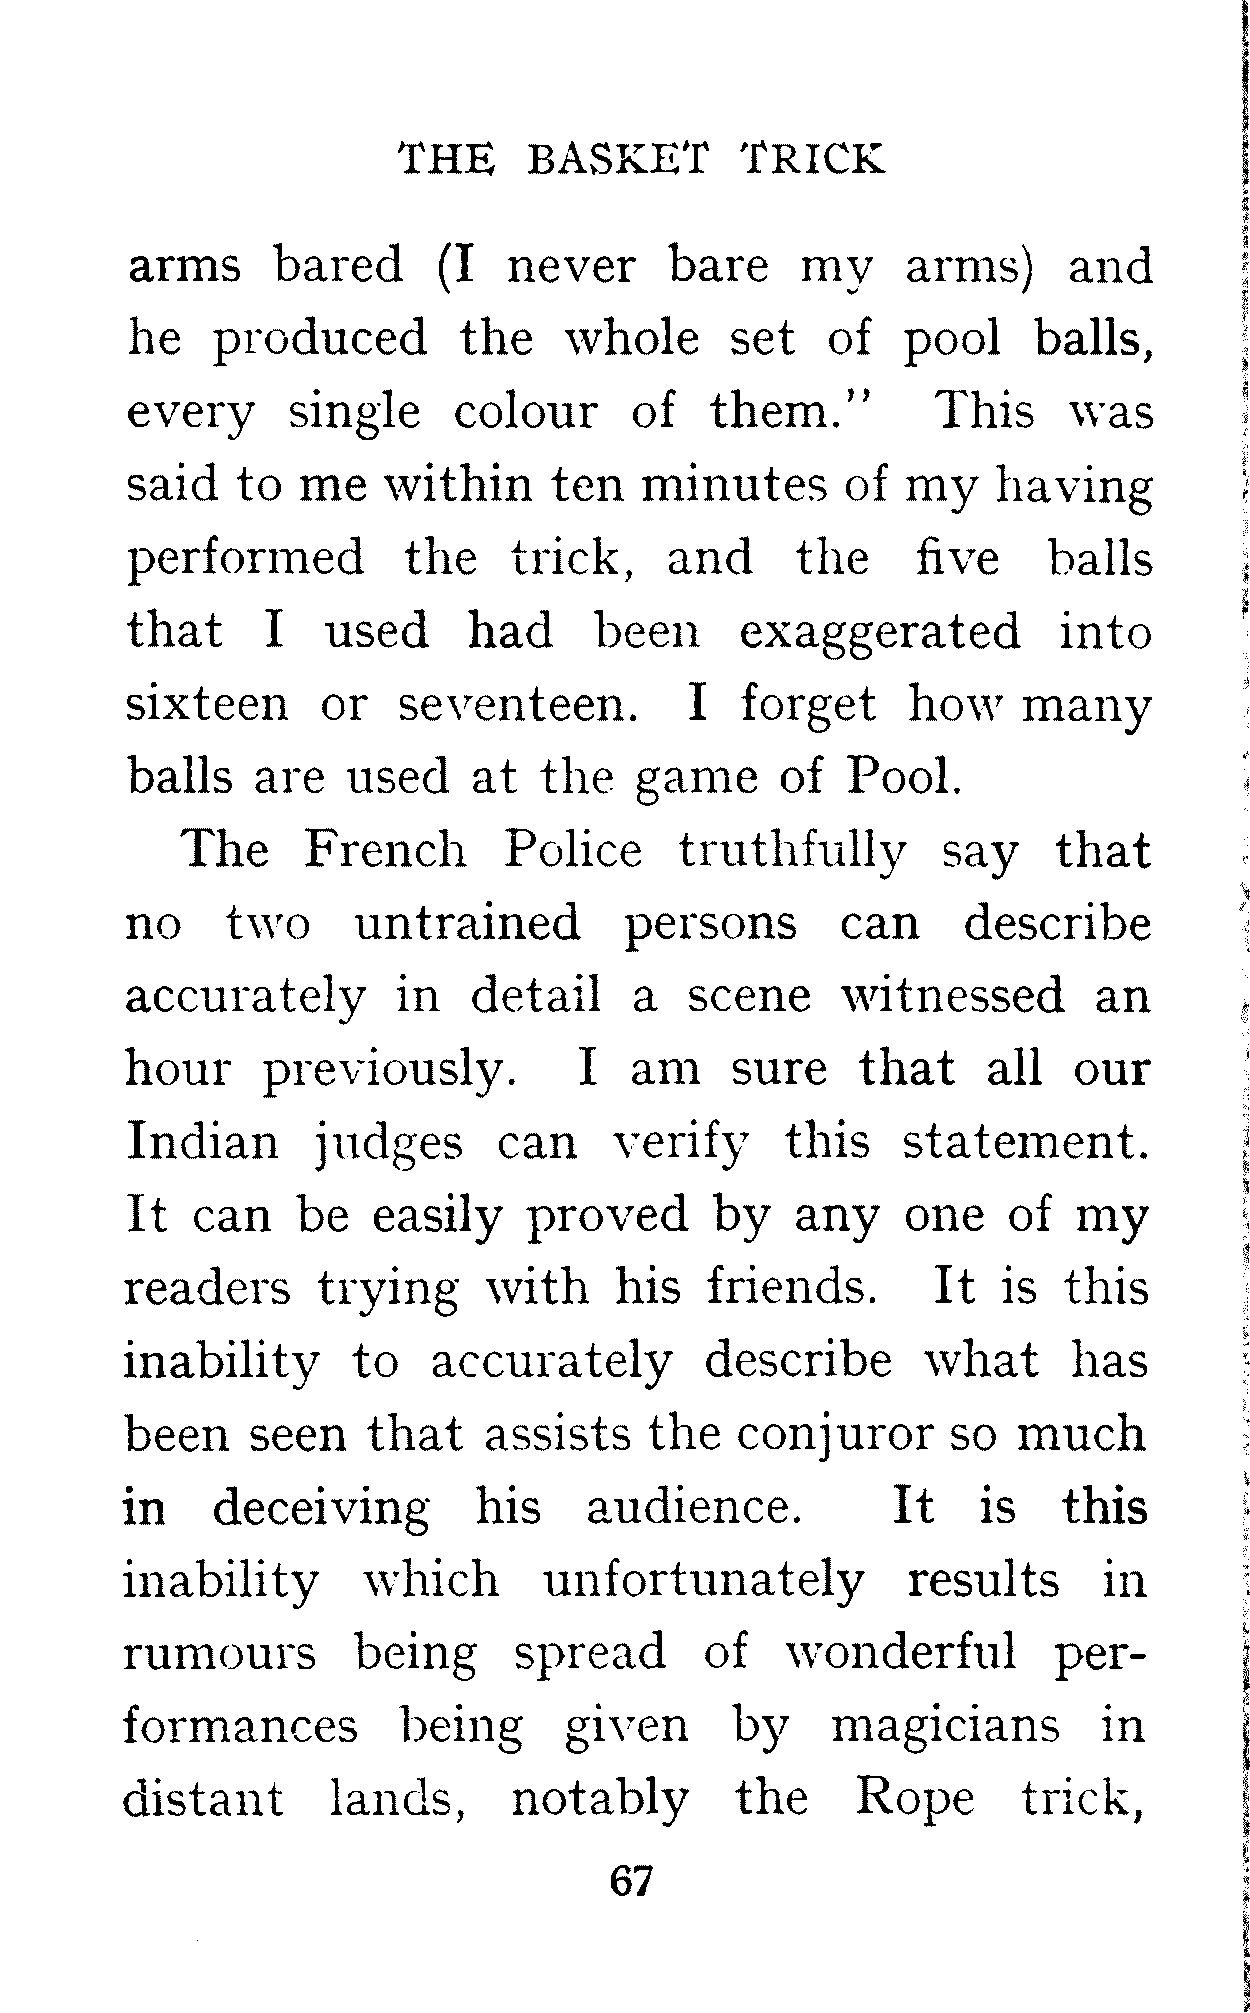 THE BASKET TRICK
arms bared (I never bare my arms) and
he produced the whole set of pool balls,
every single colour of them.” This was
said to me within ten minutes of my having
performed the trick, and the five balls
that I used had been exaggerated into
sixteen or seventeen. I forget how many
balls are used at the game of Pool.
The French Police truthfully say that
no two untrained persons can describe
accurately in detail a scene witnessed an
hour previously. I am sure that all our
Indian judges can verify this statement.
It can be easily proved by any one of my
readers trying with his friends. It is this
inability to accurately describe what has
been seen that assists the conjuror so much
in deceiving his audience. It is this
inability which unfortunately results in
rumours being spread of wonderful per-
formances being given by magicians in
distant lands, notably the Rope trick,
67